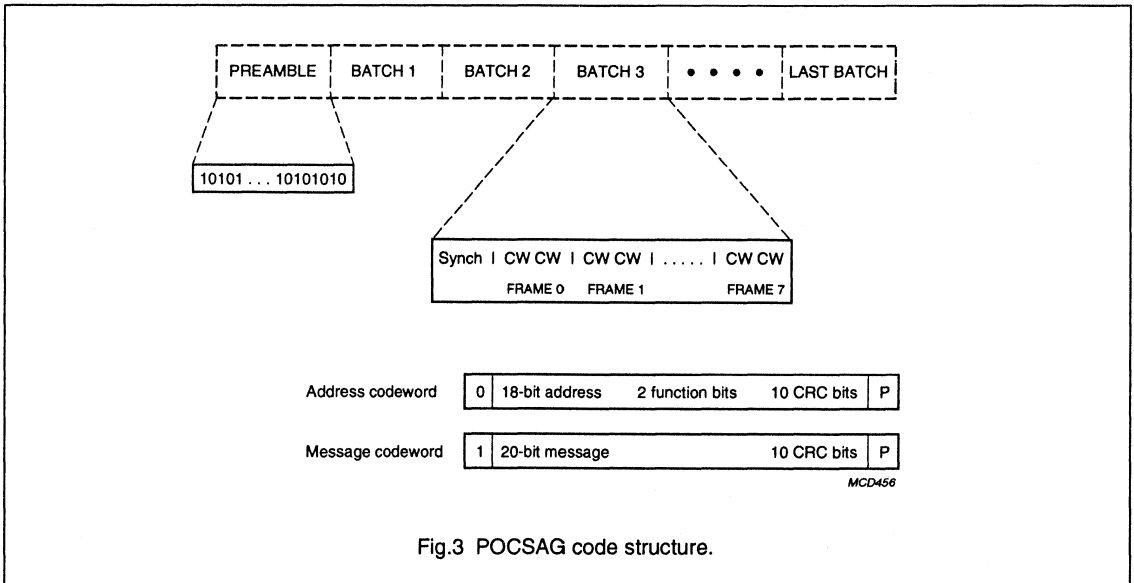 PREAMBLE BATCH 1 BATCH 2 BATCH 3 • • • • LAST BATCH
10101 . . . 10101010
Synch | CW CW | CW CW | . . . . . | CW CW
FRAME 0 FRAME 1 FRAME 7
Address codeword 0 18-bit address 2 function bits 10 CRC bits P
Message codeword 1 20-bit message 10 CRC bits P
MCD456
Fig.3 POCSAG code structure.